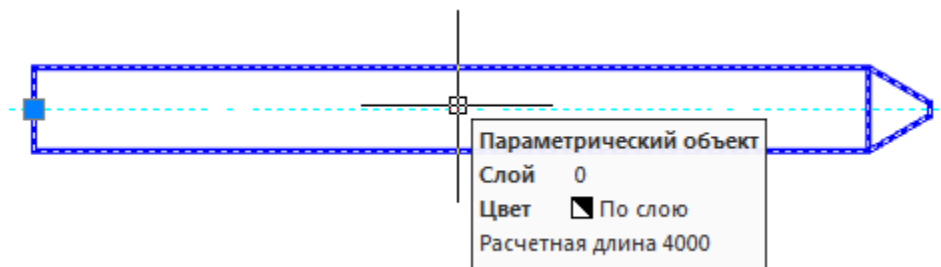 Параметрический объект
Слой 0
Цвет По слою
Расчетная длина 4000